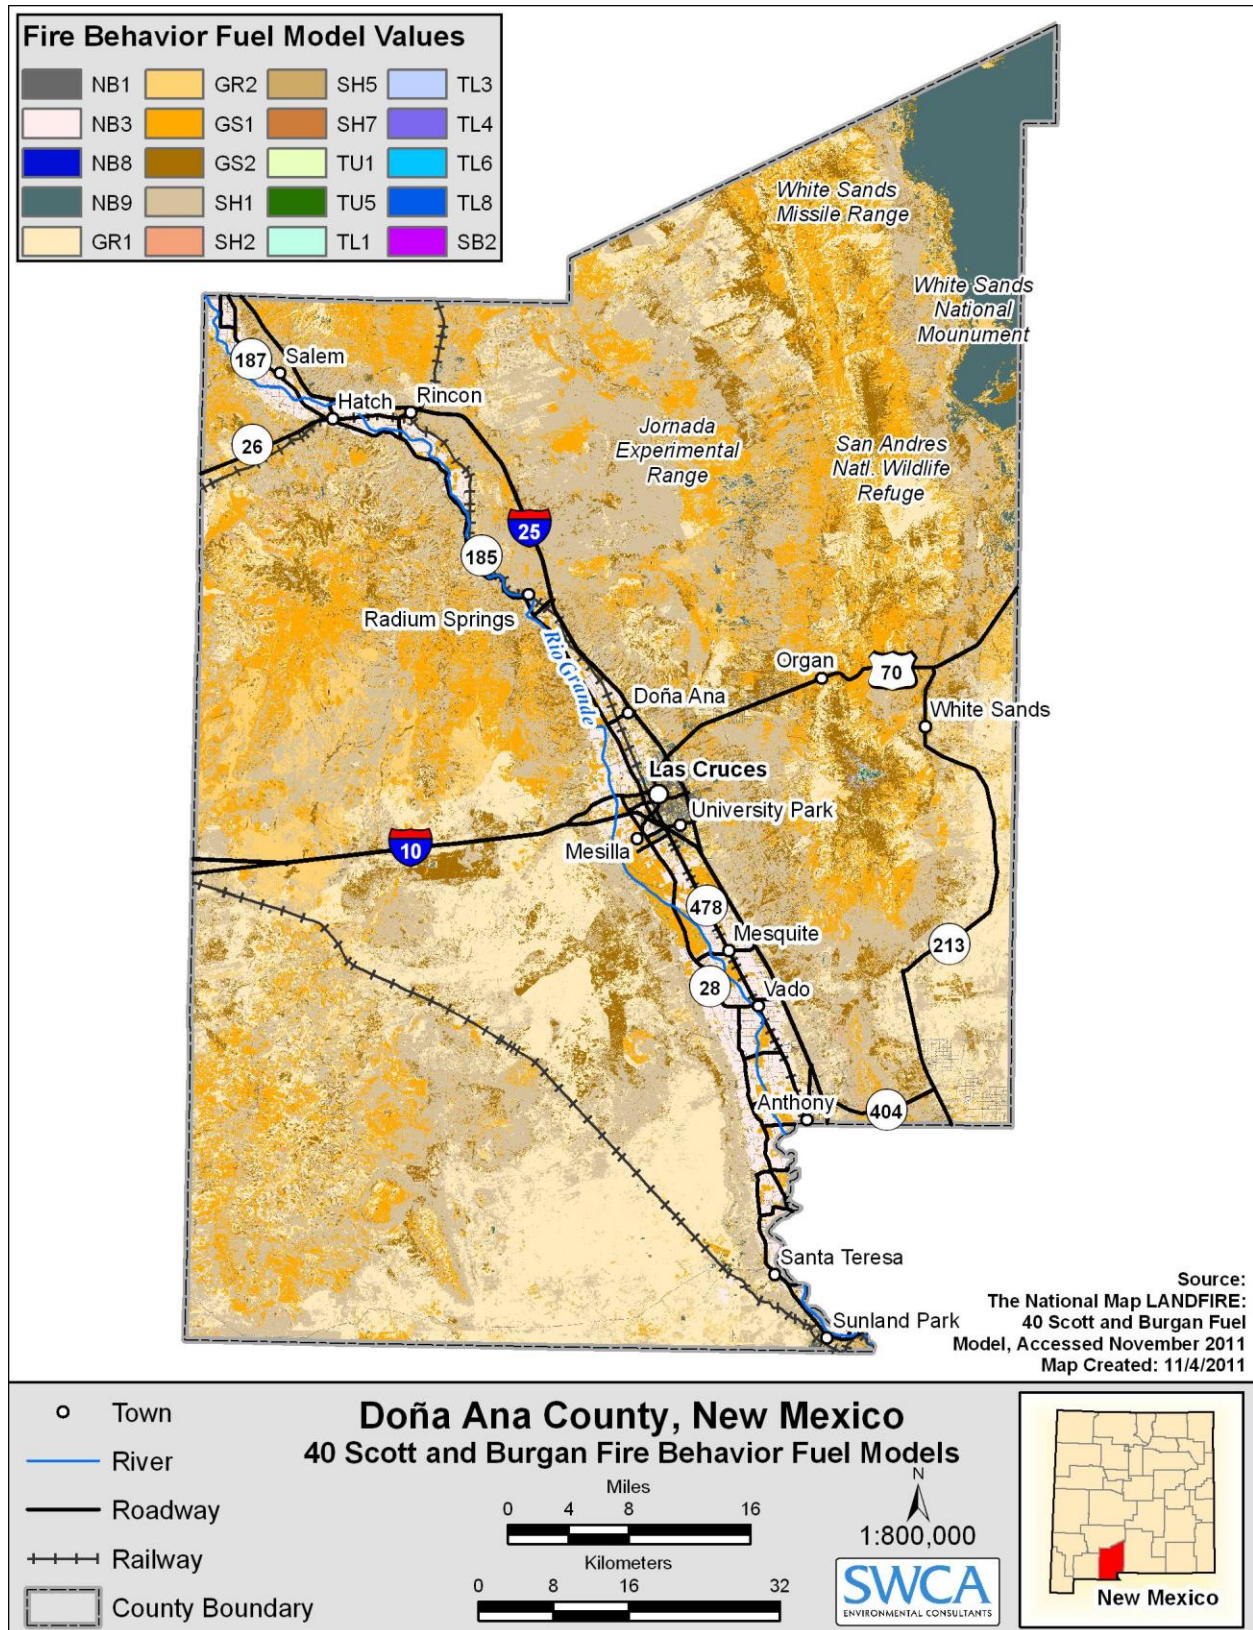 Fire Behavior Fuel Model Values
NB1 GR2 SH5 TL3
NB3 GS1 SH7 TL4
NB8 GS2 TU1 TL6
NB9 SH1 TU5 TL8
GR1 SH2 TL1 SB2
White Sands
Missile Range
White Sands
National
Mounument
187
Salem
Hatch
Rincon
26
Jornada
Experimental
Range
San Andres
Natl. Wildlife
Refuge
25
185
Radium Springs
Rio Grande
Organ
70
Doña Ana
White Sands
Las Cruces
University Park
10
Mesilla
478
Mesquite
213
28
Vado
Anthony
404
Santa Teresa
Sunland Park
Source:
The National Map LANDFIRE:
40 Scott and Burgan Fuel
Model, Accessed November 2011
Map Created: 11/4/2011
Town
River
Roadway
Railway
County Boundary
Doña Ana County, New Mexico
40 Scott and Burgan Fire Behavior Fuel Models
Miles
0 4 8 16
Kilometers
0 8 16 32
N
1:800,000
SWCA
ENVIRONMENTAL CONSULTANTS
New Mexico